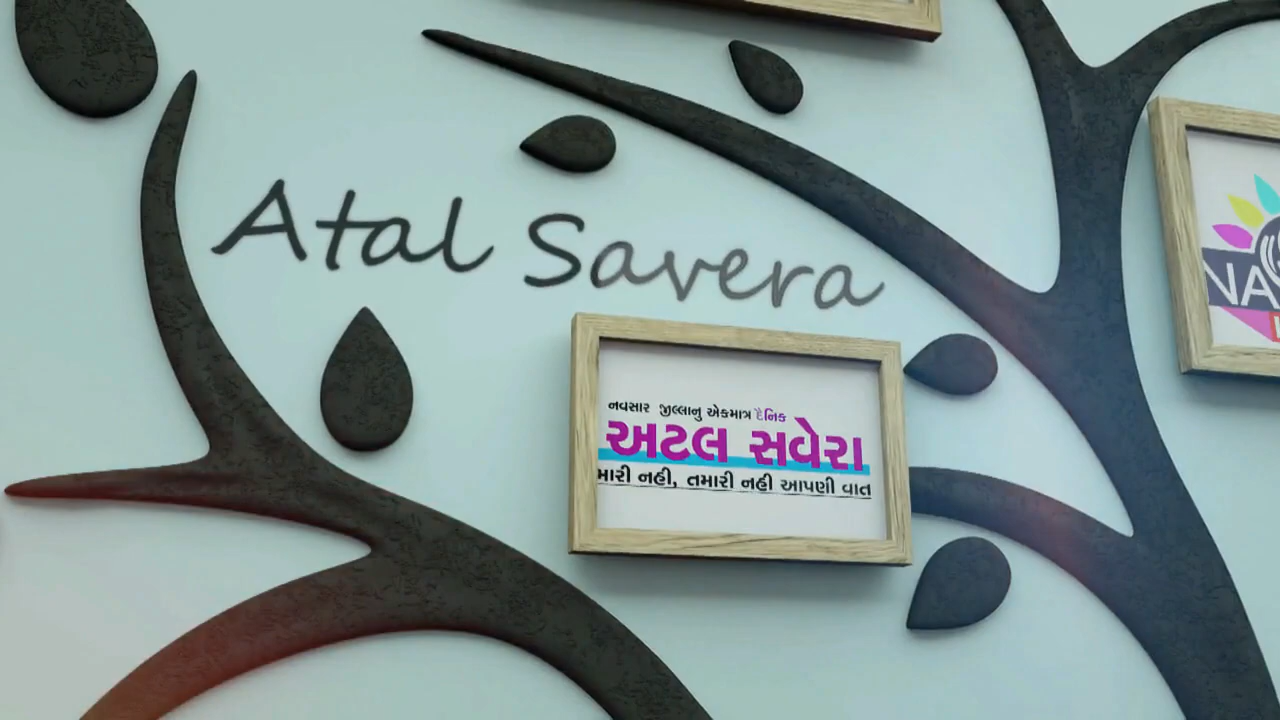 Atal Savera
નવસાર જીલ્લાનુ એકમાત્ર દૈનિક
અટલ સવેરા
મારી નહી, તમારી નહી આપણી વાત